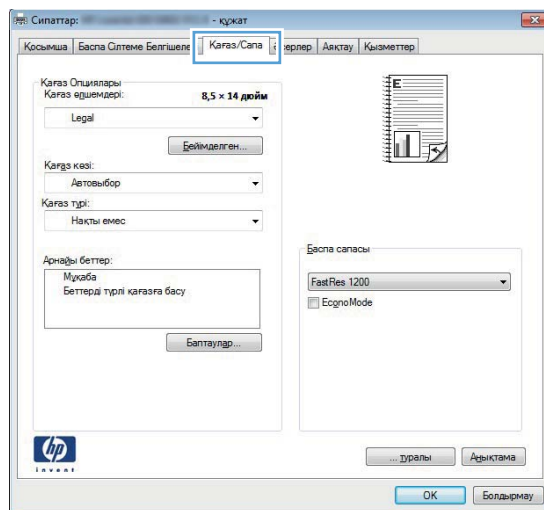 Сипаттар: - құжат
Қосымша Баспа Сілтеме Белгішеле Қағаз/Сапа әсерлер Аяқтау Қызметтер
Қағаз Опциялары
Қағаз өлшемдері: 8,5 × 14 дюйм
Legal
Бейімделген...
Қағаз көзі:
Автовыбор
Қағаз түрі:
Нақты емес
Арнайы беттер:
Мұқаба
Беттерді түрлі қағазға басу
Баптаулар...
E
Баспа сапасы
FastRes 1200
EconoMode
hp
invent
... туралы Анықтама
OK Болдырмау